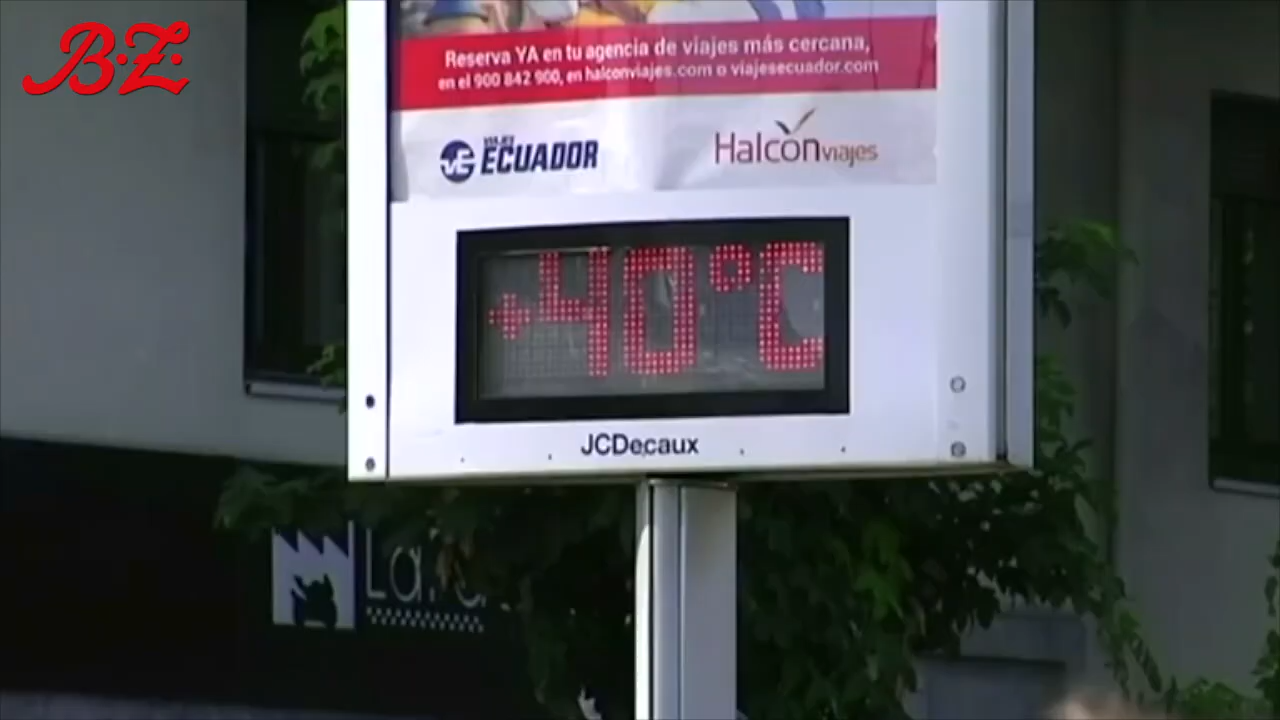 B.Z.
Reserva YA en tu agencia de viajes más cercana,
en el 900 842 900, en halconviajes.com o viajesecuador.com
VIAJES
ECUADOR
Halcón viajes
+40°C
JCDecaux